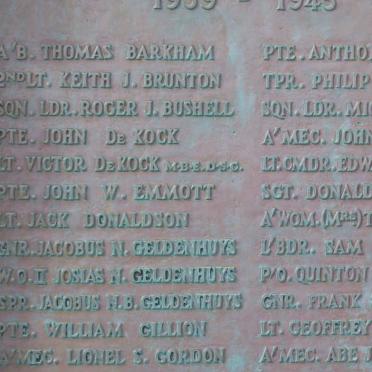 1939 - 1945
A'B. THOMAS BARKHAM
2ND LT. KEITH J. BRUNTON
SQN. LDR. ROGER J. BUSHELL
PTE. JOHN DE KOCK
LT. VICTOR DE KOCK M.B.E. D.S.C.
PTE. JOHN W. EMMOTT
LT. JACK DONALDSON
GNR. JACOBUS N. GELDENHUYS
W.O.II JOSIAS N. GELDENHUYS
SPR. JACOBUS N.B. GELDENHUYS
PTE. WILLIAM GILLION
A'MEC. LIONEL S. GORDON
PTE. ANTHO
TPR. PHILIP
SQN. LDR. MI
A'MEC. JOHN
LT. CMDR. EDW
SGT. DONALD
A'WOM. (MRS) T
L'BDR. SAM
P'O. QUINTON
GNR. FRANK
LT. GEOFFREY
A'MEC. ABE J